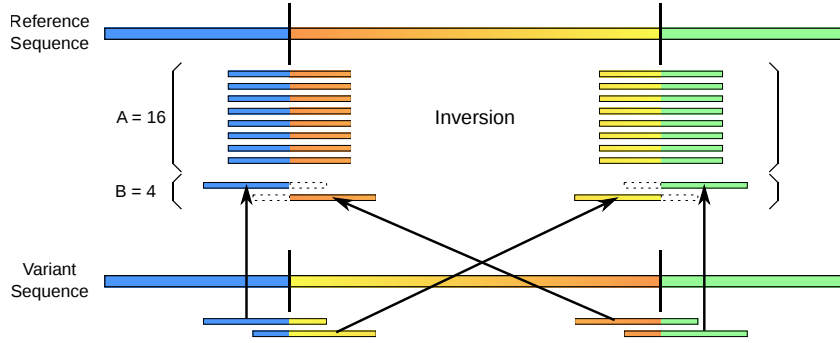 Reference
Sequence
A = 16
Inversion
B = 4
Variant
Sequence